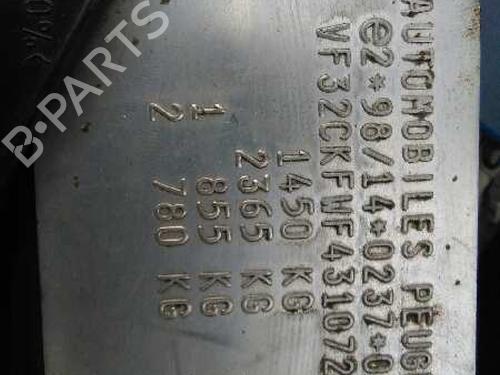 AUTOMOBILES PEUG
e2*98/14*0237*0
VF32CKFWF431072
1450 KG
2365 KG
1 855 KG
2 780 KG
B-PARTS